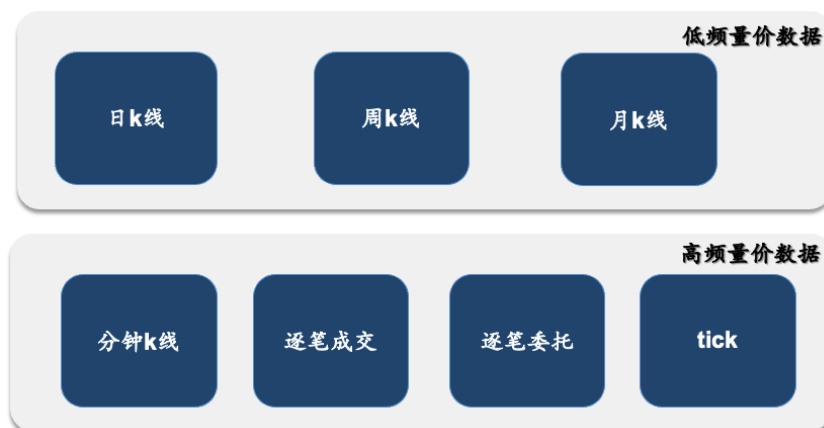 低频量价数据
日k线
周k线
月k线
高频量价数据
分钟k线
逐笔成交
逐笔委托
tick